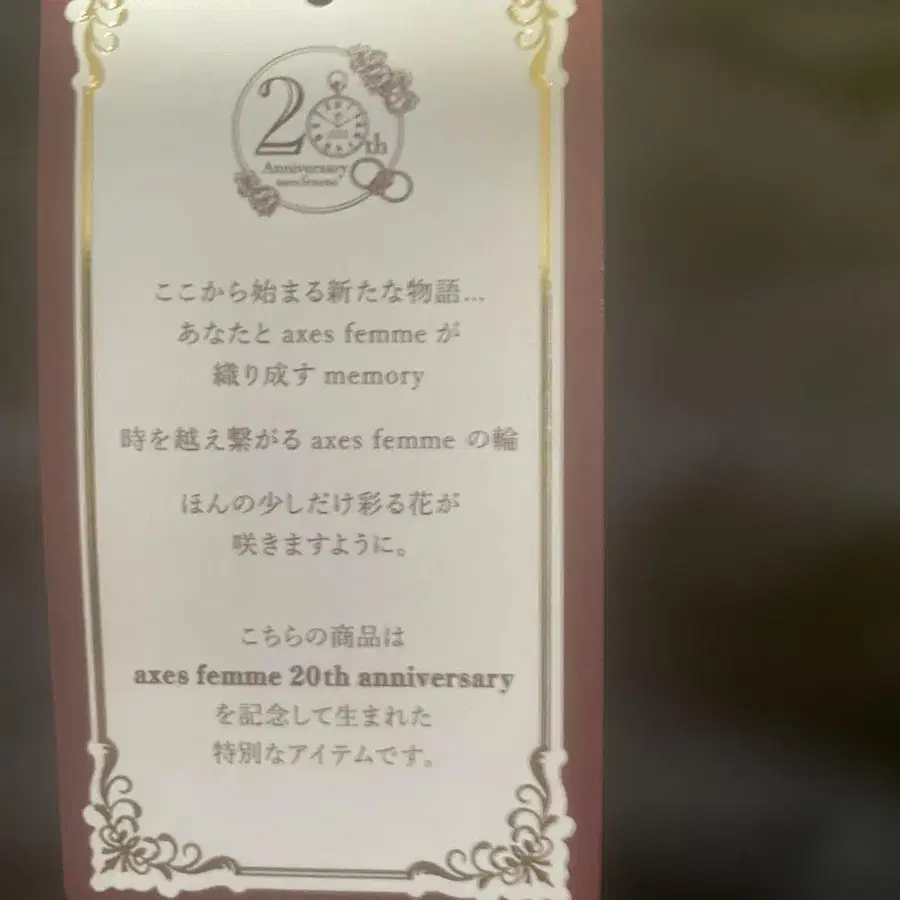 20th
Anniversary
axes femme
ここから始まる新たな物語...
あなたと axes femme が
織り成す memory
時を越え繋がる axes femme の輪
ほんの少しだけ彩る花が
咲きますように。
こちらの商品は
axes femme 20th anniversary
を記念して生まれた
特別なアイテムです。